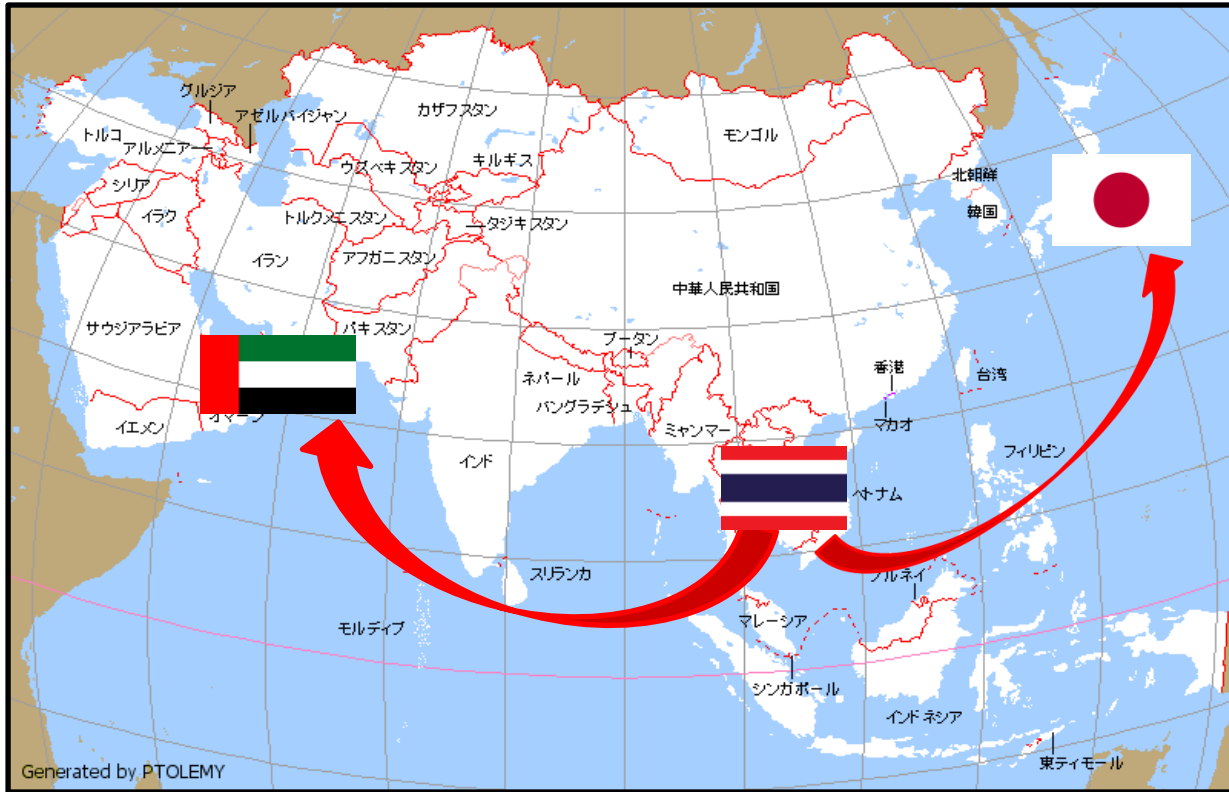 グルジア
アゼルバイジャン
カザフスタン
トルコ
アルメニア
モンゴル
キルギス
ウズベキスタン
北朝鮮
シリア
イラク
トルクメニスタン
タジキスタン
韓国
イラン
アフガニスタン
中華人民共和国
サウジアラビア
パキスタン
ブータン
香港
台湾
ネパール
バングラデシュ
オマーン
イエメン
ミャンマー
マカオ
フィリピン
インド
ベトナム
スリランカ
ブルネイ
モルディブ
マレーシア
シンガポール
インドネシア
東ティモール
Generated by PTOLEMY